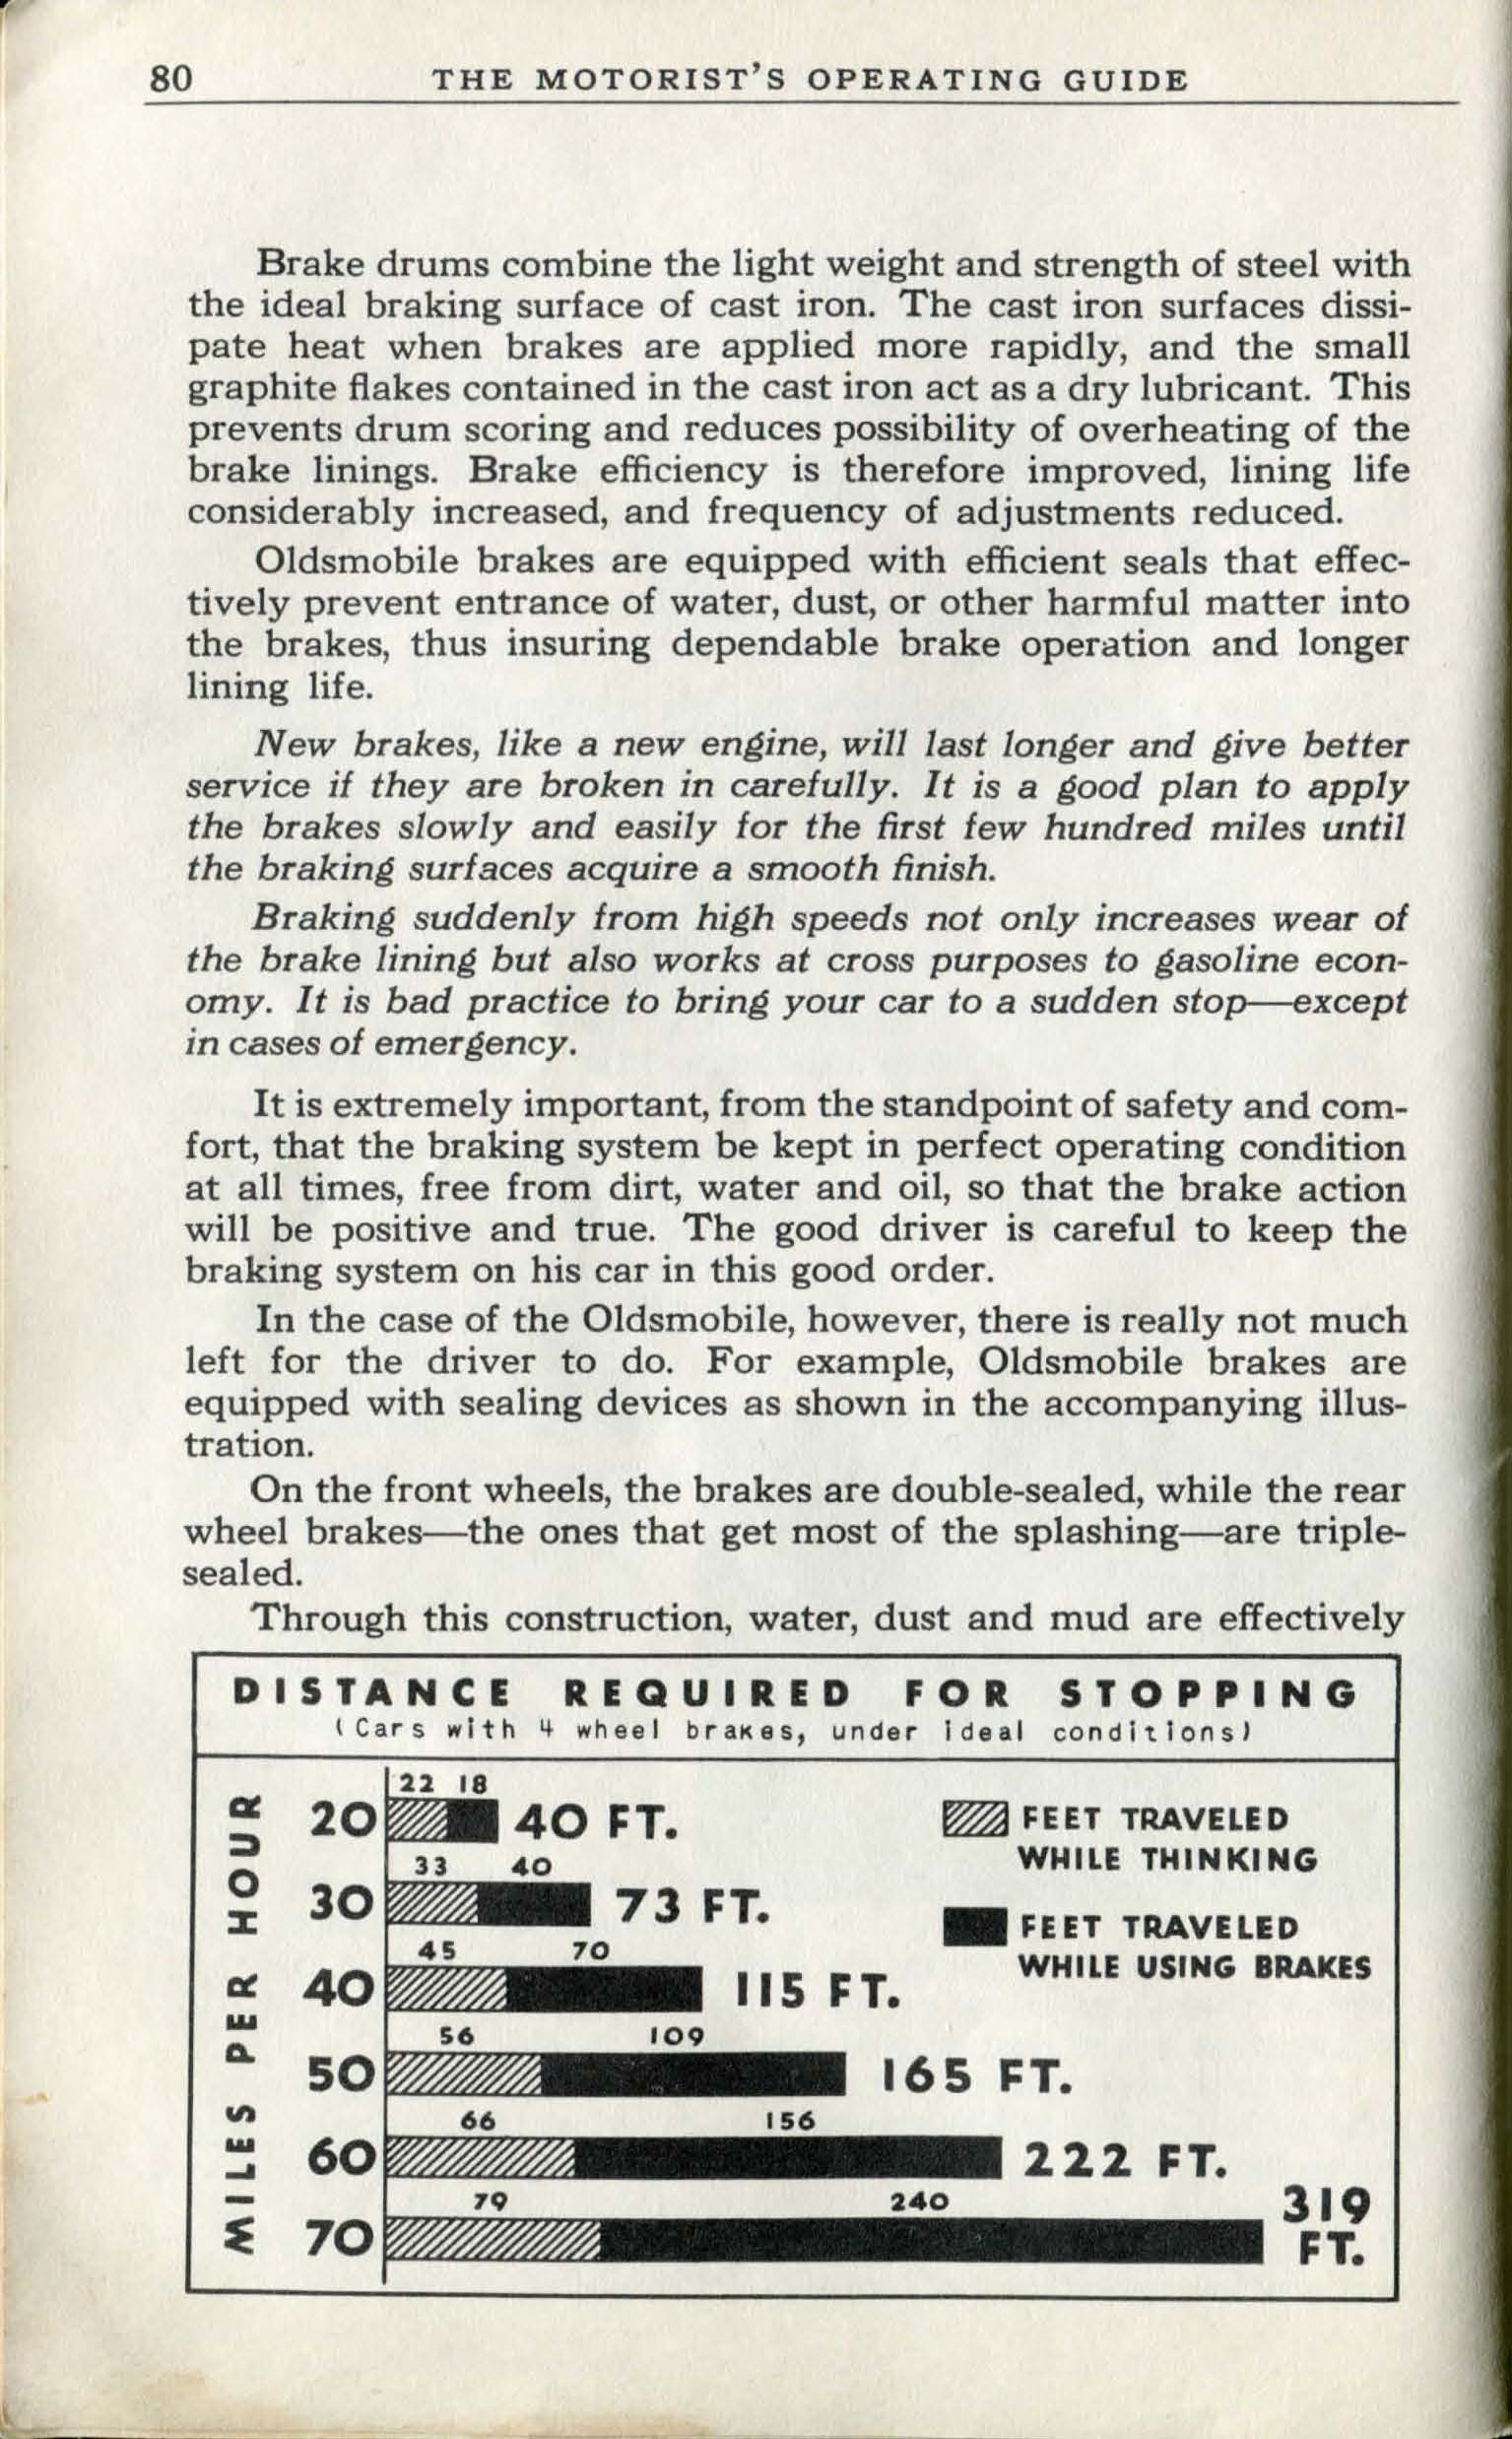 80 THE MOTORIST'S OPERATING GUIDE
Brake drums combine the light weight and strength of steel with
the ideal braking surface of cast iron. The cast iron surfaces dissi-
pate heat when brakes are applied more rapidly, and the small
graphite flakes contained in the cast iron act as a dry lubricant. This
prevents drum scoring and reduces possibility of overheating of the
brake linings. Brake efficiency is therefore improved, lining life
considerably increased, and frequency of adjustments reduced.
Oldsmobile brakes are equipped with efficient seals that effec-
tively prevent entrance of water, dust, or other harmful matter into
the brakes, thus insuring dependable brake operation and longer
lining life.
New brakes, like a new engine, will last longer and give better
service if they are broken in carefully. It is a good plan to apply
the brakes slowly and easily for the first few hundred miles until
the braking surfaces acquire a smooth finish.
Braking suddenly from high speeds not only increases wear of
the brake lining but also works at cross purposes to gasoline econ-
omy. It is bad practice to bring your car to a sudden stop—except
in cases of emergency.
It is extremely important, from the standpoint of safety and com-
fort, that the braking system be kept in perfect operating condition
at all times, free from dirt, water and oil, so that the brake action
will be positive and true. The good driver is careful to keep the
braking system on his car in this good order.
In the case of the Oldsmobile, however, there is really not much
left for the driver to do. For example, Oldsmobile brakes are
equipped with sealing devices as shown in the accompanying illus-
tration.
On the front wheels, the brakes are double-sealed, while the rear
wheel brakes—the ones that get most of the splashing—are triple-
sealed.
Through this construction, water, dust and mud are effectively
DISTANCE REQUIRED FOR STOPPING
(Cars with 4 wheel brakes, under ideal conditions)
MILES PER HOUR
22 18
20 40 FT.
33 40
30 73 FT.
45 70
40 115 FT.
56 109
50 165 FT.
66 156
60 222 FT.
79 240
70 319
FT.
FEET TRAVELED
WHILE THINKING
FEET TRAVELED
WHILE USING BRAKES